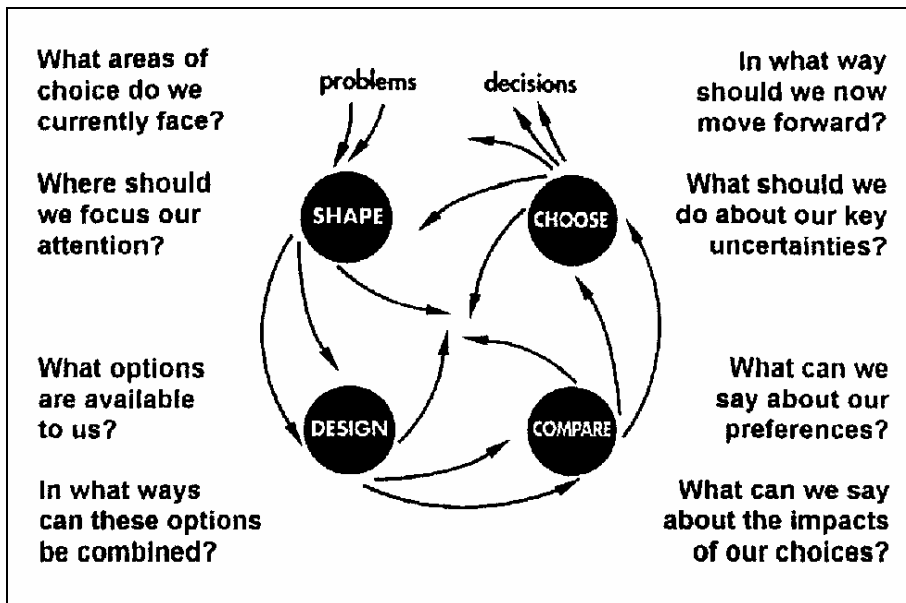 What areas of
choice do we
currently face?
Where should
we focus our
attention?
problems
decisions
In what way
should we now
move forward?
What should we
do about our key
uncertainties?
SHAPE
CHOOSE
DESIGN
COMPARE
What options
are available
to us?
In what ways
can these options
be combined?
What can we
say about our
preferences?
What can we say
about the impacts
of our choices?